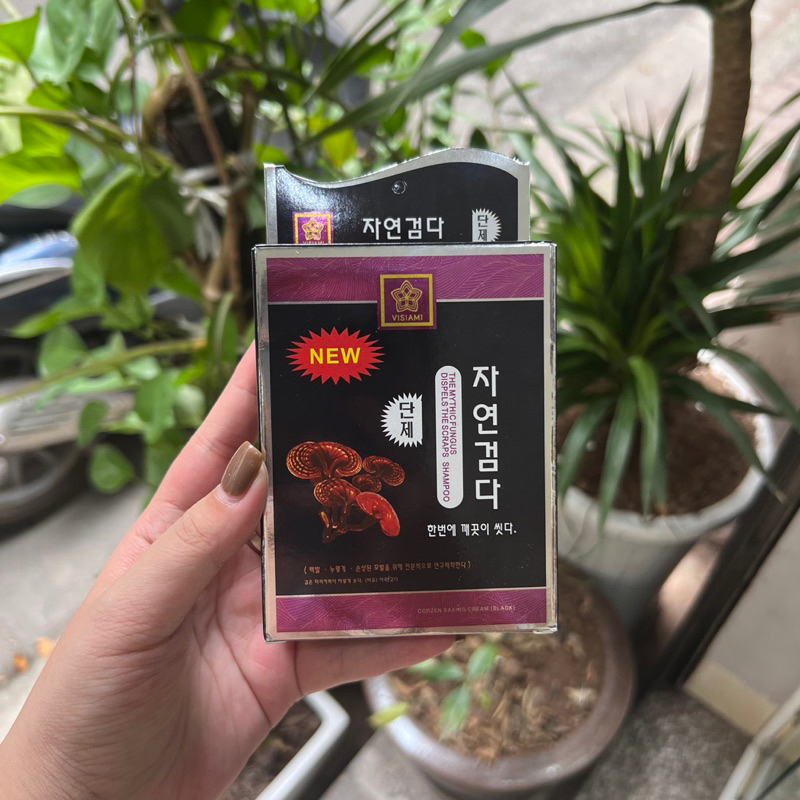 자연검다
단제
VISIAMI
VISIAMI
NEW
단제
THE MYTHIC FUNGUS
DISPELS THE SCRAPS SHAMPOO
자연검다
한번에 깨끗이 씻다.